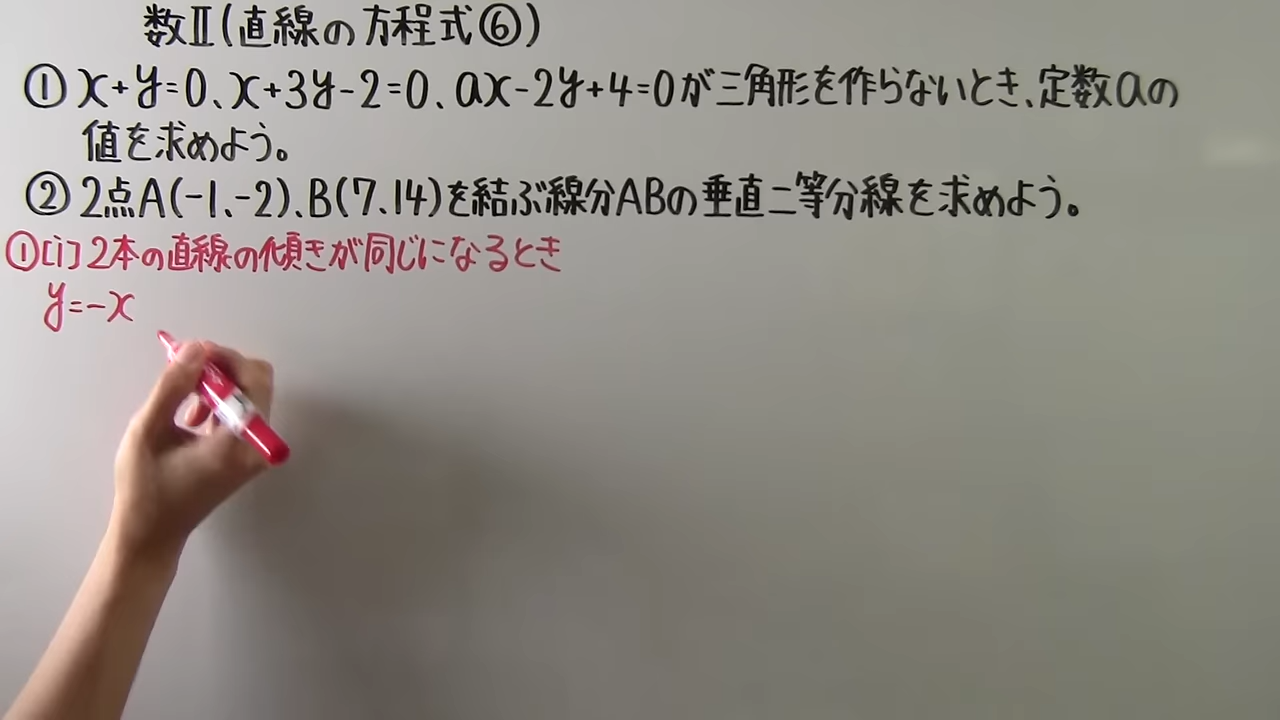 数Ⅱ(直線の方程式⑥)
① x+y=0、x+3y-2=0、ax-2y+4=0が三角形を作らないとき、定数aの
値を求めよう。
② 2点A(-1、-2)、B(7、14)を結ぶ線分ABの垂直二等分線を求めよう。
①[i]2本の直線の傾きが同じになるとき
y=-x